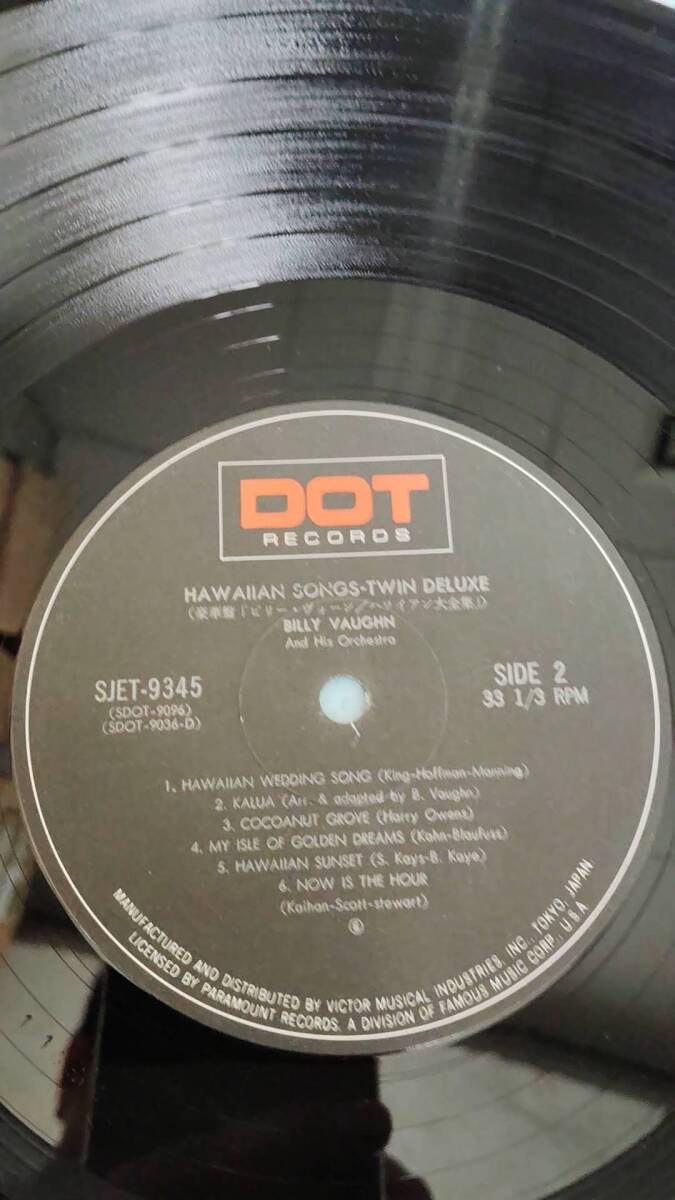 DOT
RECORDS
HAWAIIAN SONGS-TWIN DELUXE
(豪華盤「ビリー・ヴォーン/ハワイアン大全集」)
BILLY VAUGHN
And His Orchestra
SJET-9345
(SDOT-9096)
(SDOT-9036-D)
SIDE 2
33 1/3 RPM
1. HAWAIIAN WEDDING SONG (King-Hoffman-Manning)
2. KALUA (Arr. & adapted by B. Vaughn)
3. COCOANUT GROVE (Harry Owens)
4. MY ISLE OF GOLDEN DREAMS (Kahn-Blaufuss)
5. HAWAIIAN SUNSET (S. Kays-B. Kaye)
6. NOW IS THE HOUR
(Kaihan-Scott-stewart)
MANUFACTURED AND DISTRIBUTED BY VICTOR MUSICAL INDUSTRIES, INC., TOKYO, JAPAN.
LICENSED BY PARAMOUNT RECORDS. A DIVISION OF FAMOUS MUSIC CORP., U.S.A